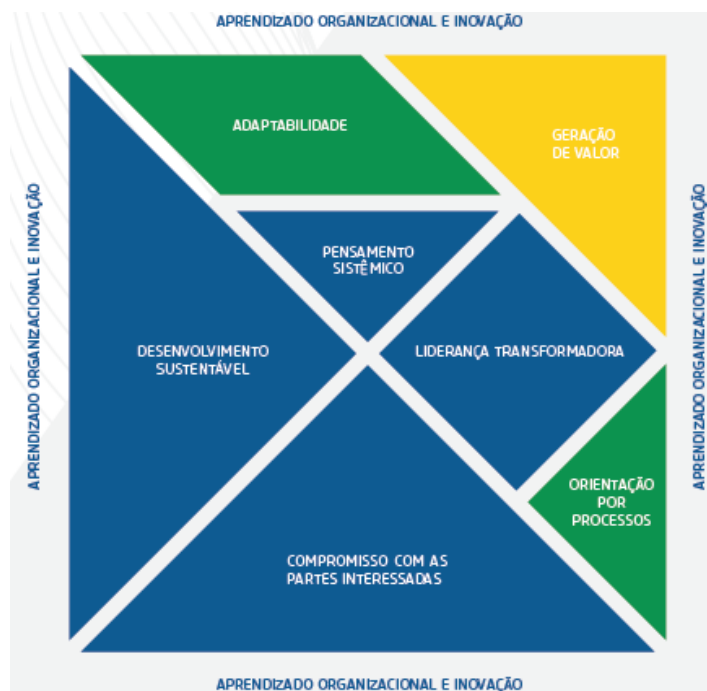 APRENDIZADO ORGANIZACIONAL E INOVAÇÃO
ADAPTABILIDADE
GERAÇÃO
DE VALOR
APRENDIZADO ORGANIZACIONAL E INOVAÇÃO
PENSAMENTO
SISTÊMICO
DESENVOLVIMENTO
SUSTENTÁVEL
LIDERANÇA TRANSFORMADORA
APRENDIZADO ORGANIZACIONAL E INOVAÇÃO
ORIENTAÇÃO
POR
PROCESSOS
COMPROMISSO COM AS
PARTES INTERESSADAS
APRENDIZADO ORGANIZACIONAL E INOVAÇÃO